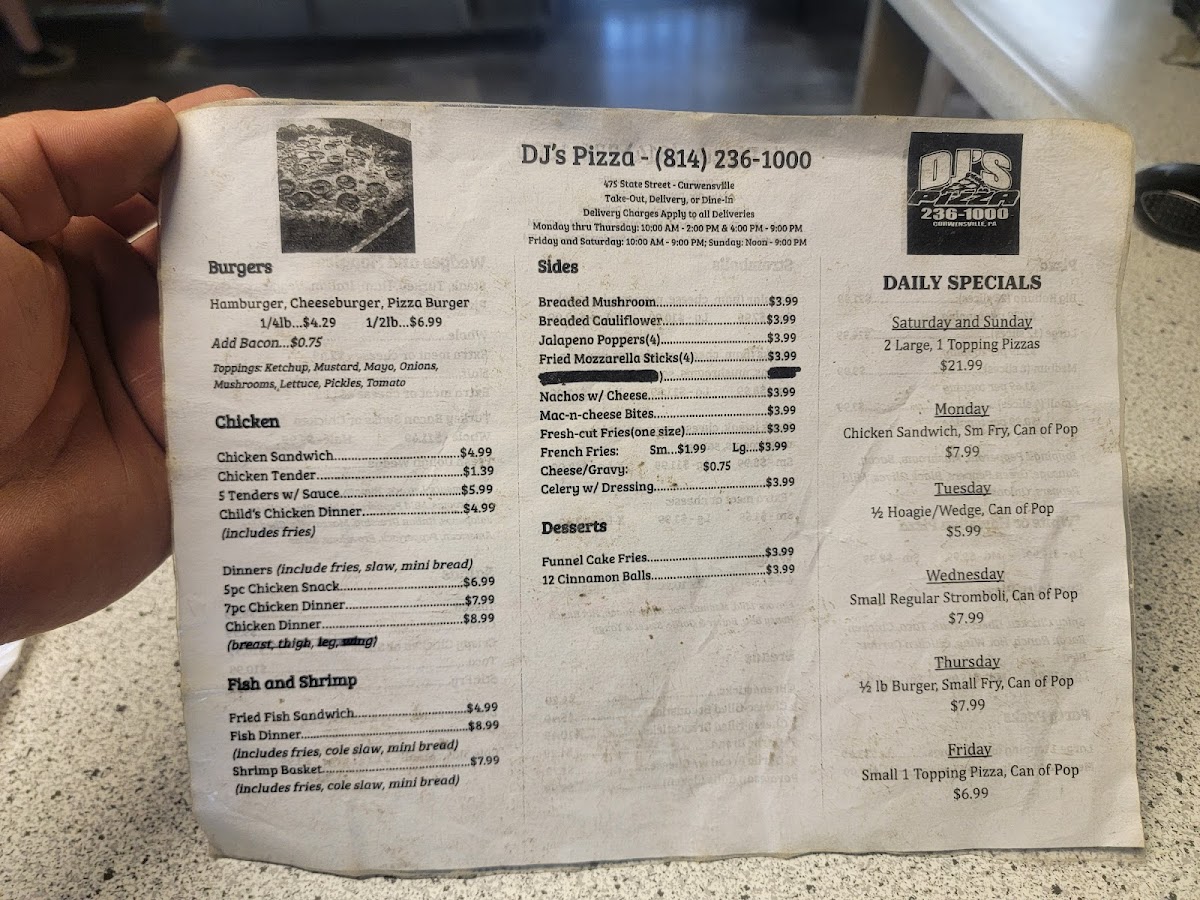 DJ's Pizza - (814) 236-1000
475 State Street - Curwensville
Take-Out, Delivery, or Dine-In
Delivery Charges Apply to all Deliveries
Monday thru Thursday: 10:00 AM - 2:00 PM & 4:00 PM - 9:00 PM
Friday and Saturday: 10:00 AM - 9:00 PM; Sunday: Noon - 9:00 PM
Burgers
Hamburger, Cheeseburger, Pizza Burger
1/4lb...$4.29 1/2lb...$6.99
Add Bacon...$0.75
Toppings: Ketchup, Mustard, Mayo, Onions,
Mushrooms, Lettuce, Pickles, Tomato
Chicken
Chicken Sandwich........................$4.99
Chicken Tender........................$1.39
5 Tenders w/ Sauce........................$5.99
Child's Chicken Dinner........................$4.99
(includes fries)
Dinners (include fries, slaw, mini bread)
5pc Chicken Snack........................$6.99
7pc Chicken Dinner........................$7.99
Chicken Dinner........................$8.99
(breast, thigh, leg, wing)
Fish and Shrimp
Fried Fish Sandwich........................$4.99
Fish Dinner........................$8.99
(includes fries, cole slaw, mini bread)
Shrimp Basket........................$7.99
(includes fries, cole slaw, mini bread)
Sides
Breaded Mushroom........................$3.99
Breaded Cauliflower........................$3.99
Jalapeno Poppers(4)........................$3.99
Fried Mozzarella Sticks(4)........................$3.99
)........................
Nachos w/ Cheese........................$3.99
Mac-n-cheese Bites........................$3.99
Fresh-cut Fries(one size)........................$3.99
French Fries: Sm...$1.99 Lg....$3.99
Cheese/Gravy: $0.75
Celery w/ Dressing........................$3.99
Desserts
Funnel Cake Fries........................$3.99
12 Cinnamon Balls........................$3.99
DJ'S
PIZZA
236-1000
CURWENSVILLE, PA
DAILY SPECIALS
Saturday and Sunday
2 Large, 1 Topping Pizzas
$21.99
Monday
Chicken Sandwich, Sm Fry, Can of Pop
$7.99
Tuesday
½ Hoagie/Wedge, Can of Pop
$5.99
Wednesday
Small Regular Stromboli, Can of Pop
$7.99
Thursday
½ lb Burger, Small Fry, Can of Pop
$7.99
Friday
Small 1 Topping Pizza, Can of Pop
$6.99